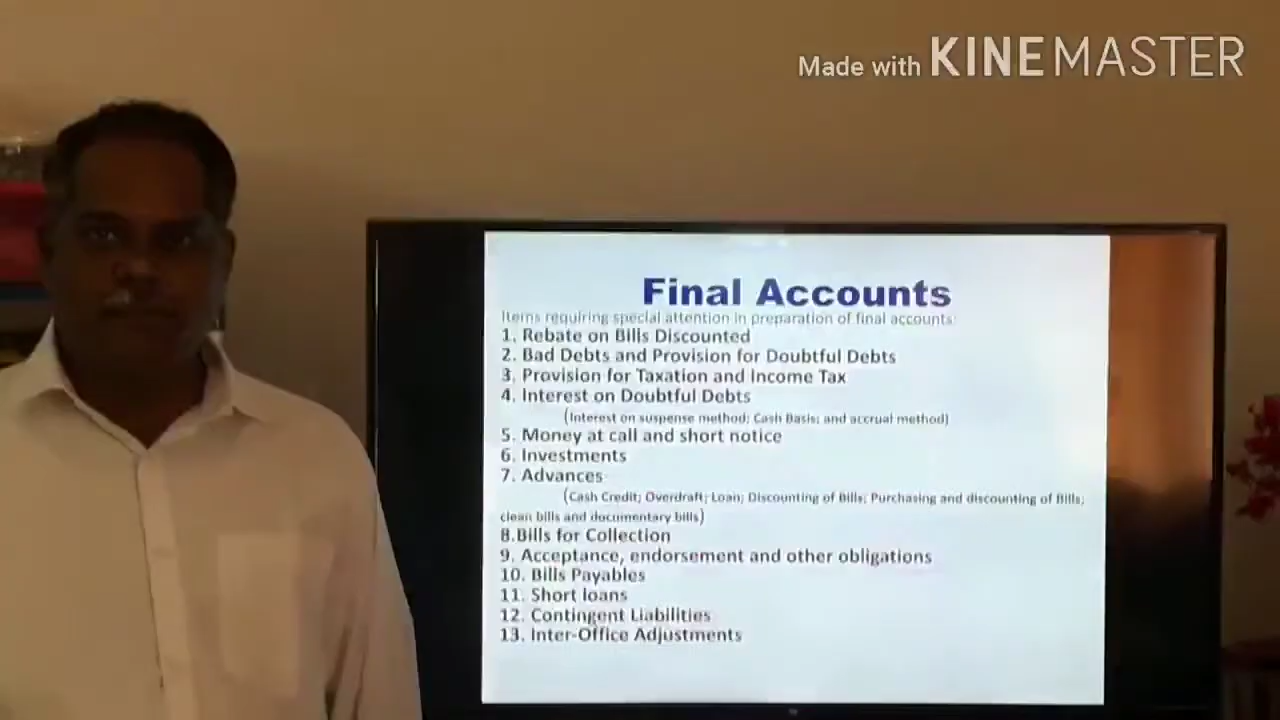 Made with KINEMASTER
Final Accounts
Items requiring special attention in preparation of final accounts
1. Rebate on Bills Discounted
2. Bad Debts and Provision for Doubtful Debts
3. Provision for Taxation and Income Tax
4. Interest on Doubtful Debts
(Interest on suspense method; Cash Basis; and accrual method)
5. Money at call and short notice
6. Investments
7. Advances
(Cash Credit; Overdraft; Loan; Discounting of Bills; Purchasing and discounting of Bills;
clean bills and documentary bills)
8.Bills for Collection
9. Acceptance, endorsement and other obligations
10. Bills Payables
11. Short loans
12. Contingent Liabilities
13. Inter-Office Adjustments